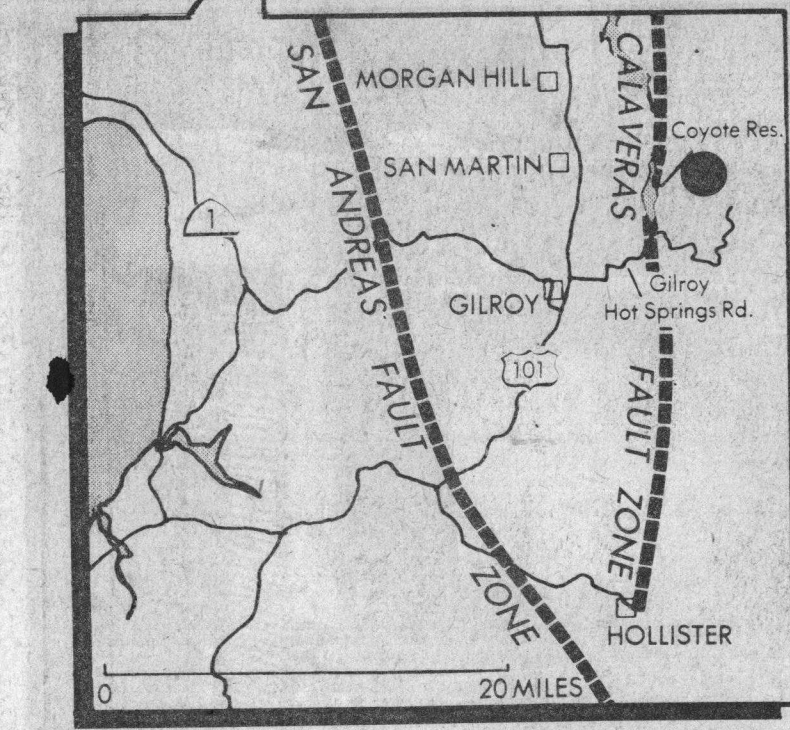 SAN ANDREAS FAULT ZONE
MORGAN HILL
CALAVERAS FAULT ZONE
Coyote Res.
SAN MARTIN
1
GILROY
Gilroy
Hot Springs Rd.
101
HOLLISTER
0
20 MILES